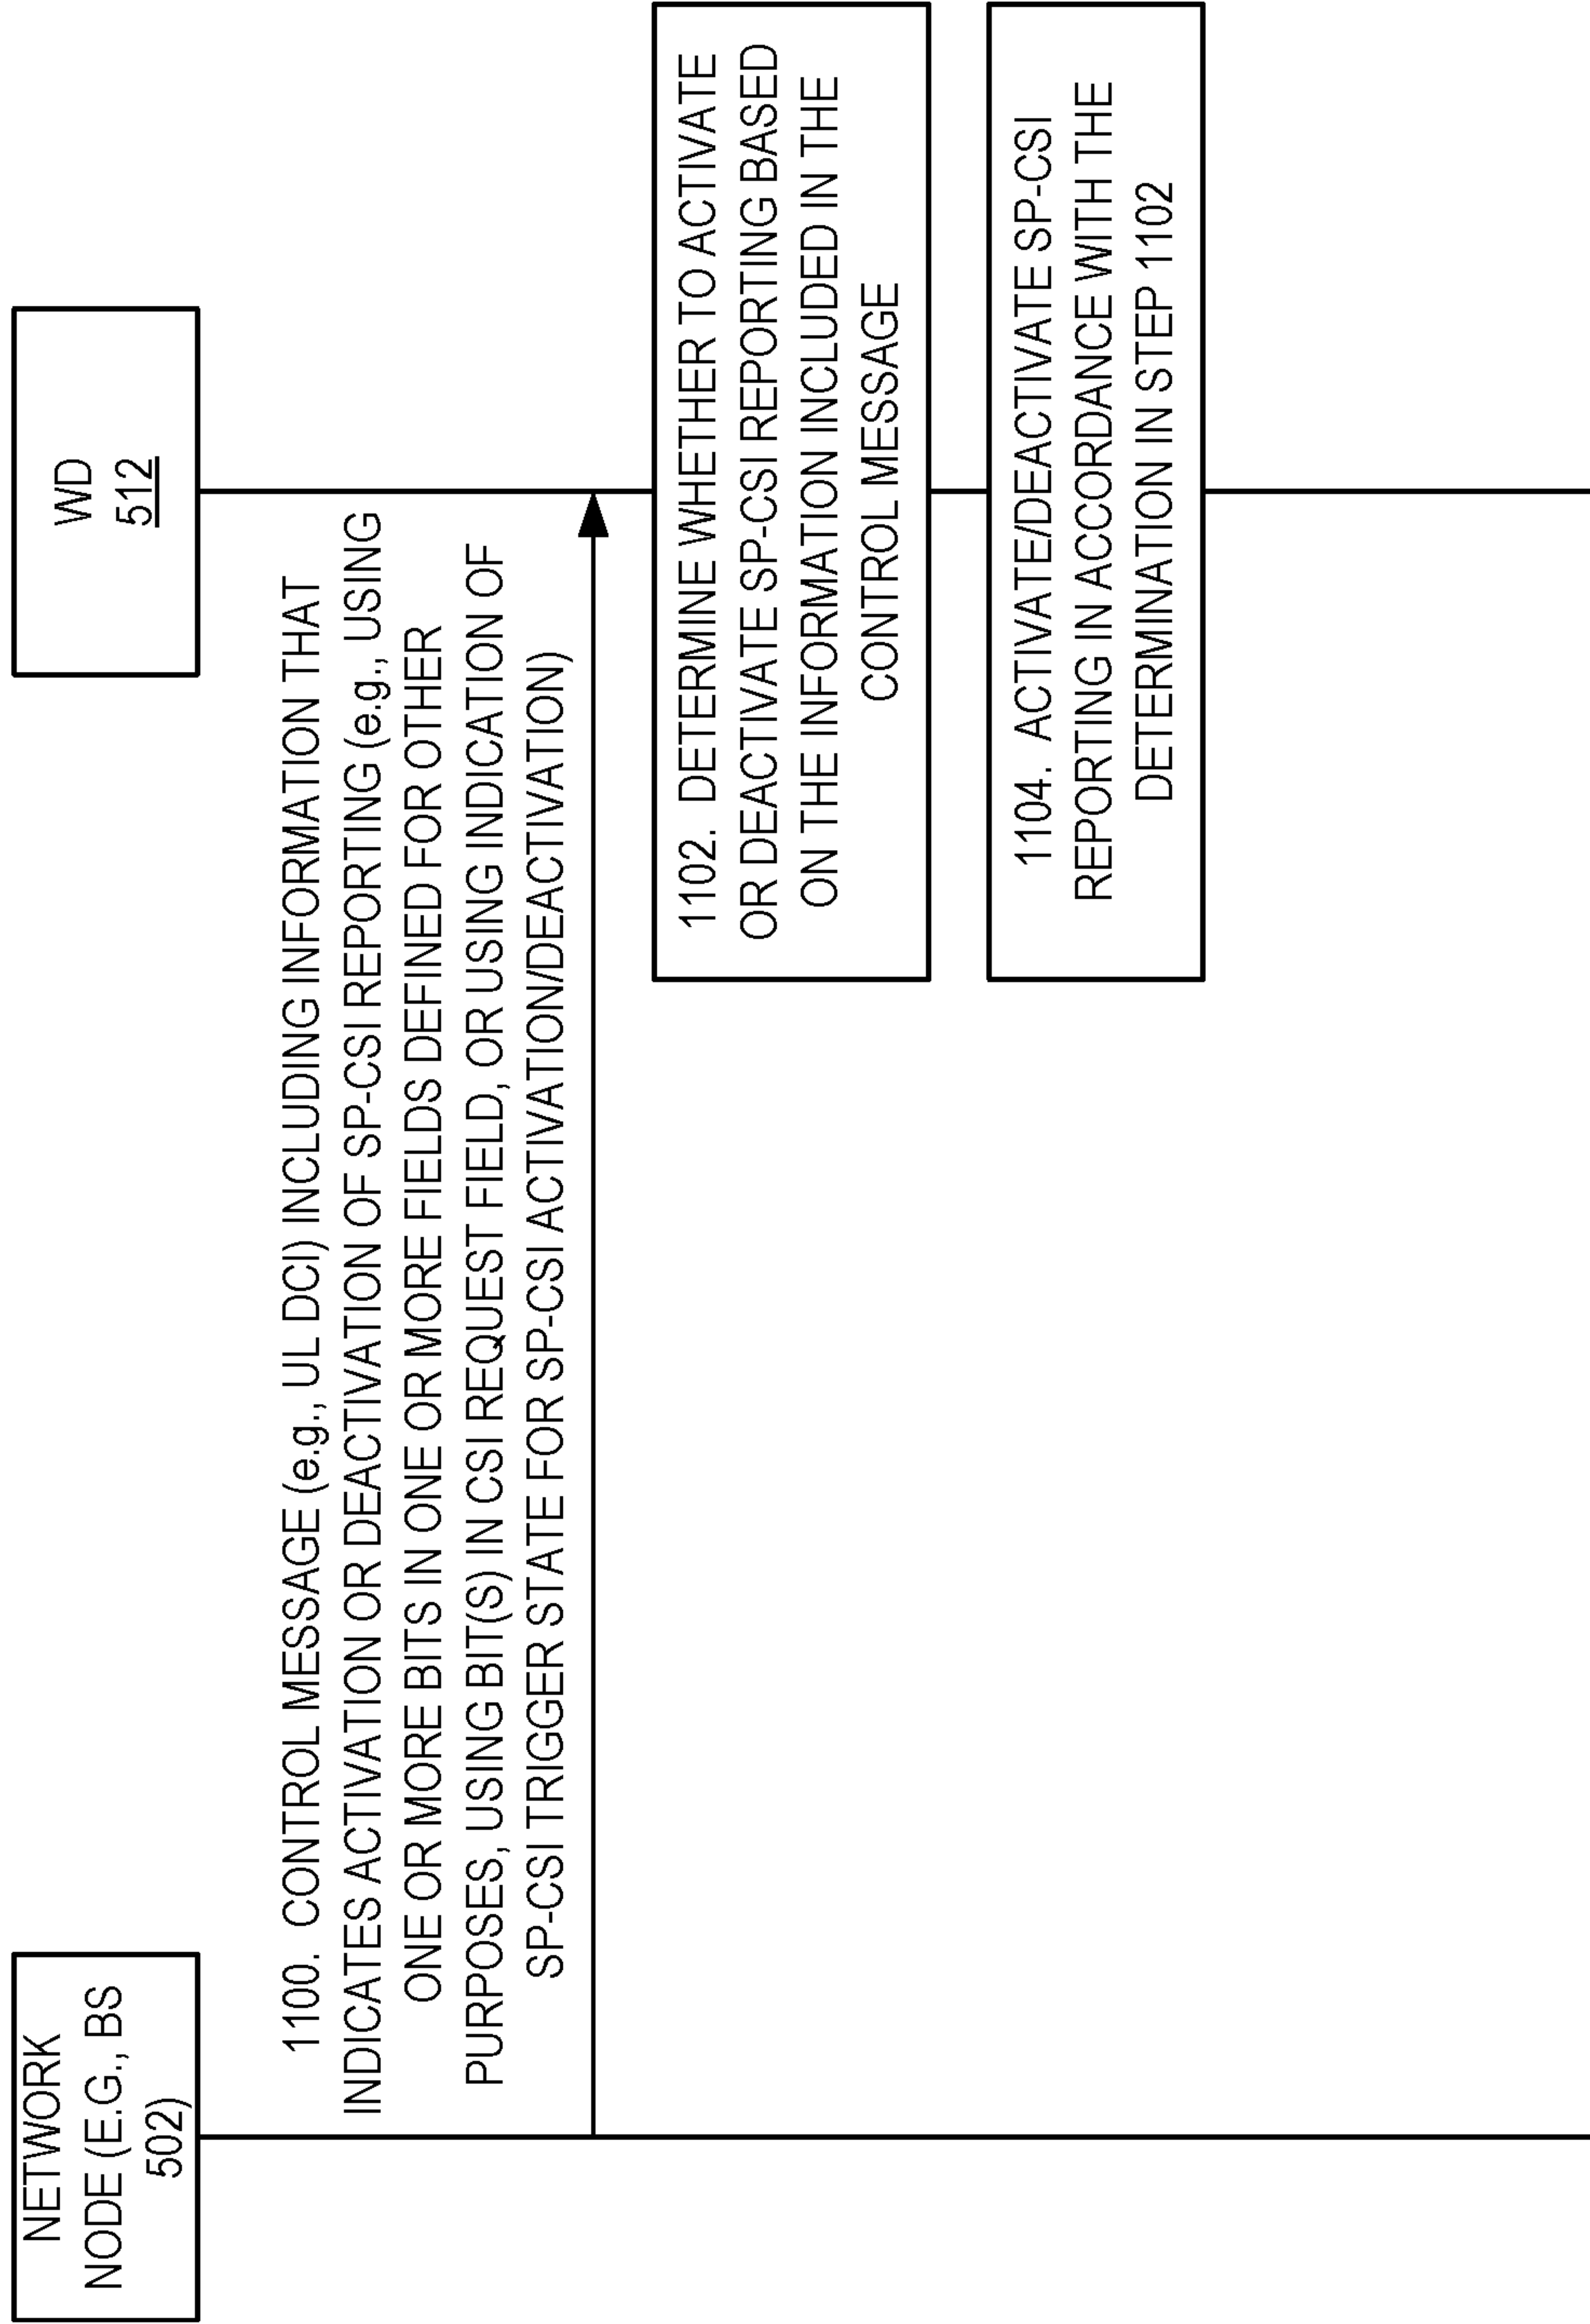 NETWORK
NODE (E.G., BS
502)
WD
512
1100. CONTROL MESSAGE (e.g., UL DCI) INCLUDING INFORMATION THAT
INDICATES ACTIVATION OR DEACTIVATION OF SP-CSI REPORTING (e.g., USING
ONE OR MORE BITS IN ONE OR MORE FIELDS DEFINED FOR OTHER
PURPOSES, USING BIT(S) IN CSI REQUEST FIELD, OR USING INDICATION OF
SP-CSI TRIGGER STATE FOR SP-CSI ACTIVATION/DEACTIVATION)
1102. DETERMINE WHETHER TO ACTIVATE
OR DEACTIVATE SP-CSI REPORTING BASED
ON THE INFORMATION INCLUDED IN THE
CONTROL MESSAGE
1104. ACTIVATE/DEACTIVATE SP-CSI
REPORTING IN ACCORDANCE WITH THE
DETERMINATION IN STEP 1102